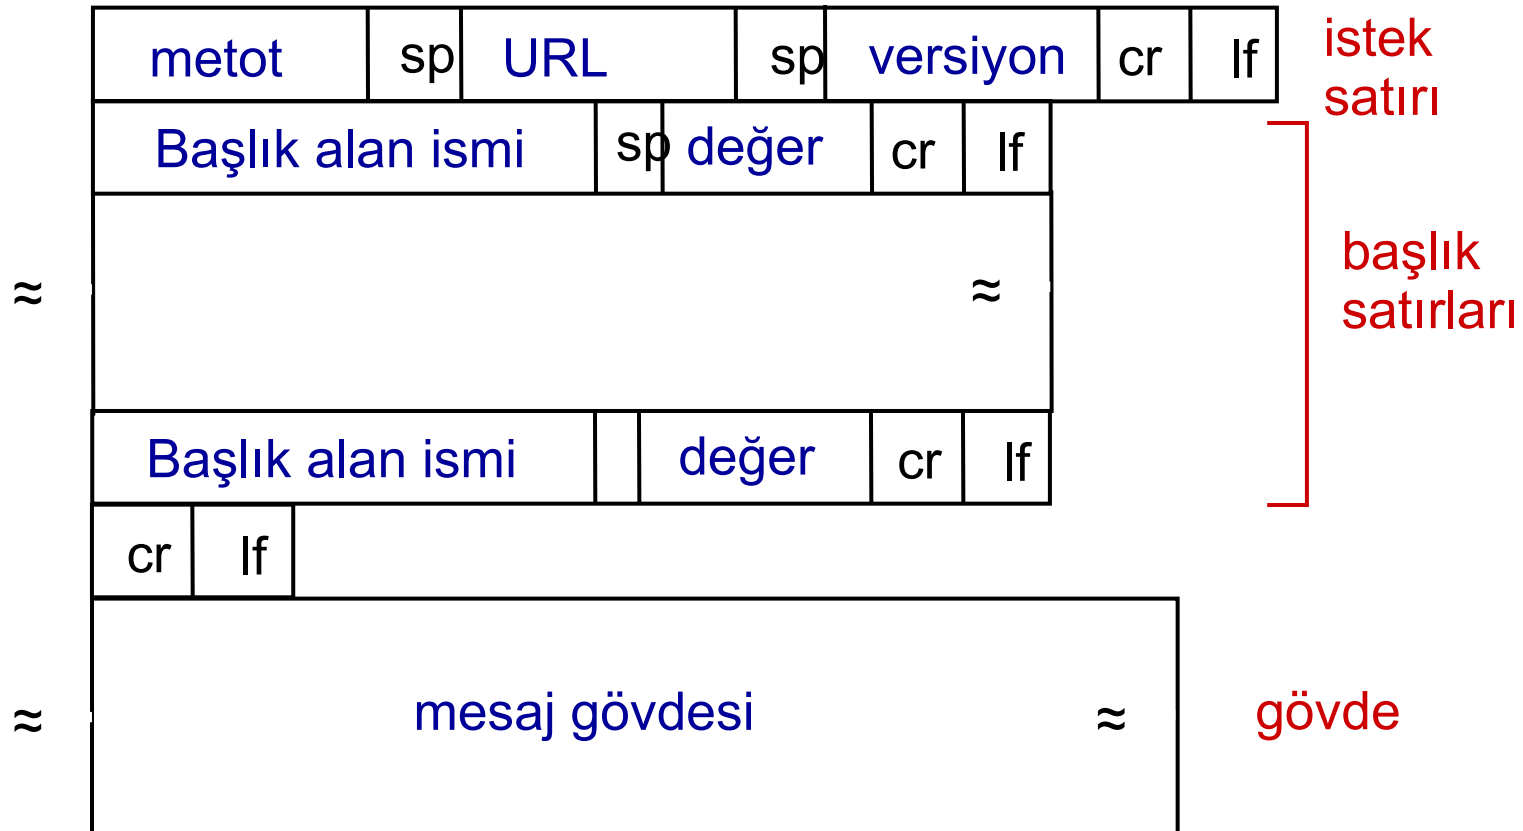 metot sp URL sp versiyon cr lf istek satırı
Başlık alan ismi sp değer cr lf
≈ ≈ başlık satırları
Başlık alan ismi değer cr lf
cr lf
≈ mesaj gövdesi ≈ gövde